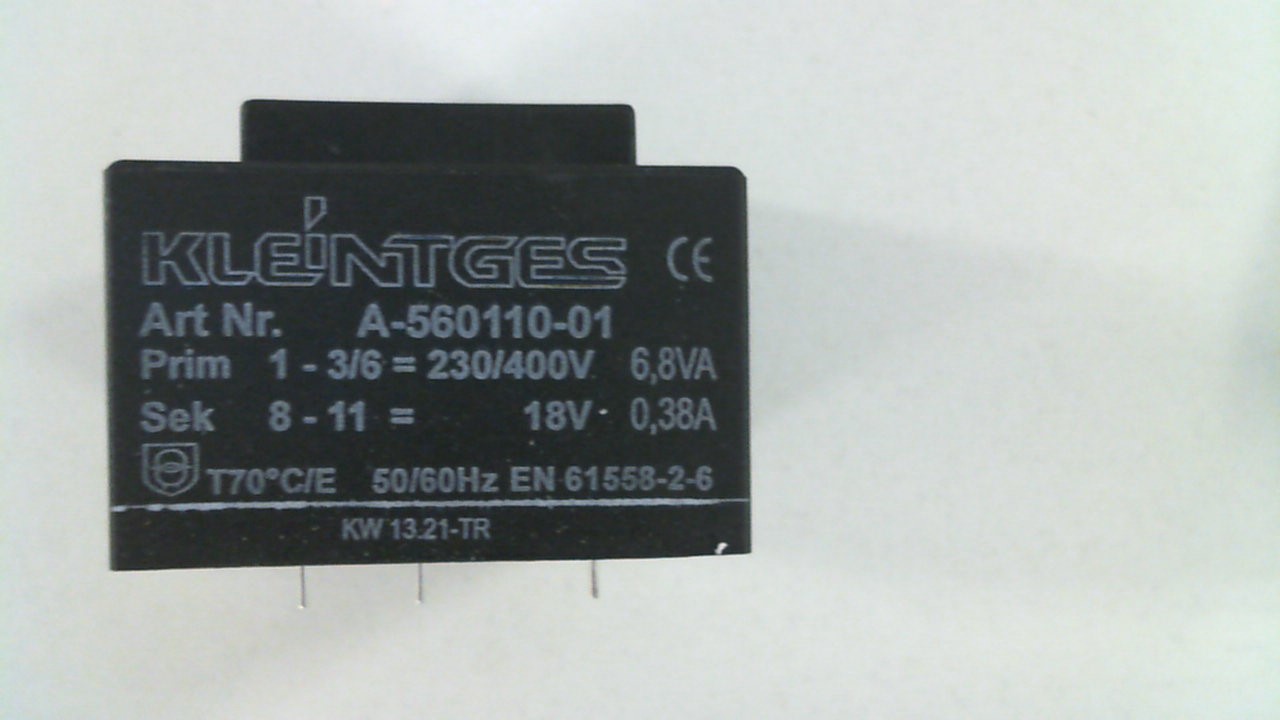 KLEiNTGES CE
Art Nr. A-560110-01
Prim 1 - 3/6 = 230/400V 6,8VA
Sek 8 - 11 = 18V 0,38A
T70°C/E 50/60Hz EN 61558-2-6
KW 13.21-TR